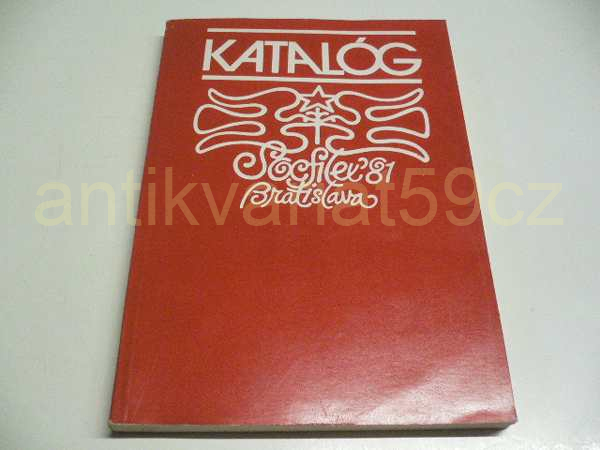 KATALÓG
Socfilex'81
Bratislava
antikvariat59cz